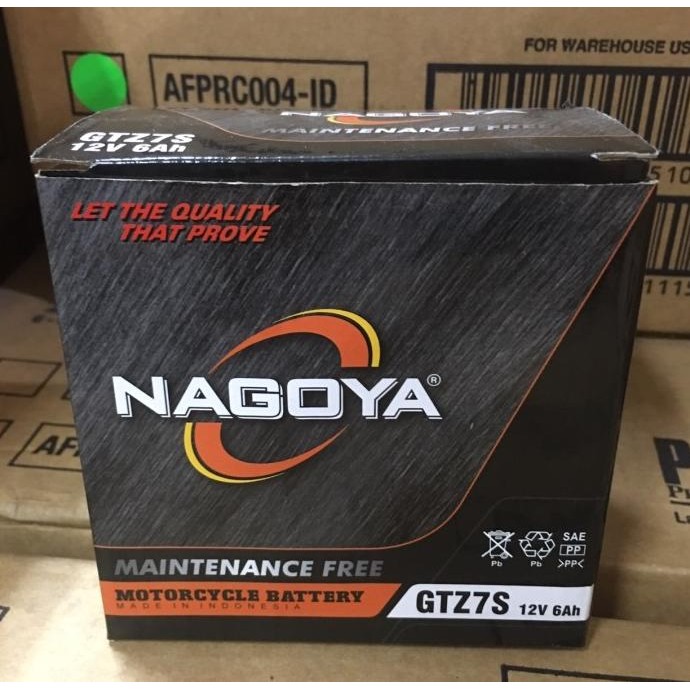 FOR WAREHOUSE US
AFPRC004-ID
NAGOYA
GTZ7S
12V 6Ah
MAINTENANCE FREE
LET THE QUALITY
THAT PROVE
NAGOYA®
MAINTENANCE FREE
MOTORCYCLE BATTERY
MADE IN INDONESIA
GTZ7S 12V 6Ah
Pb
Pb
SAE
PP
>PP<